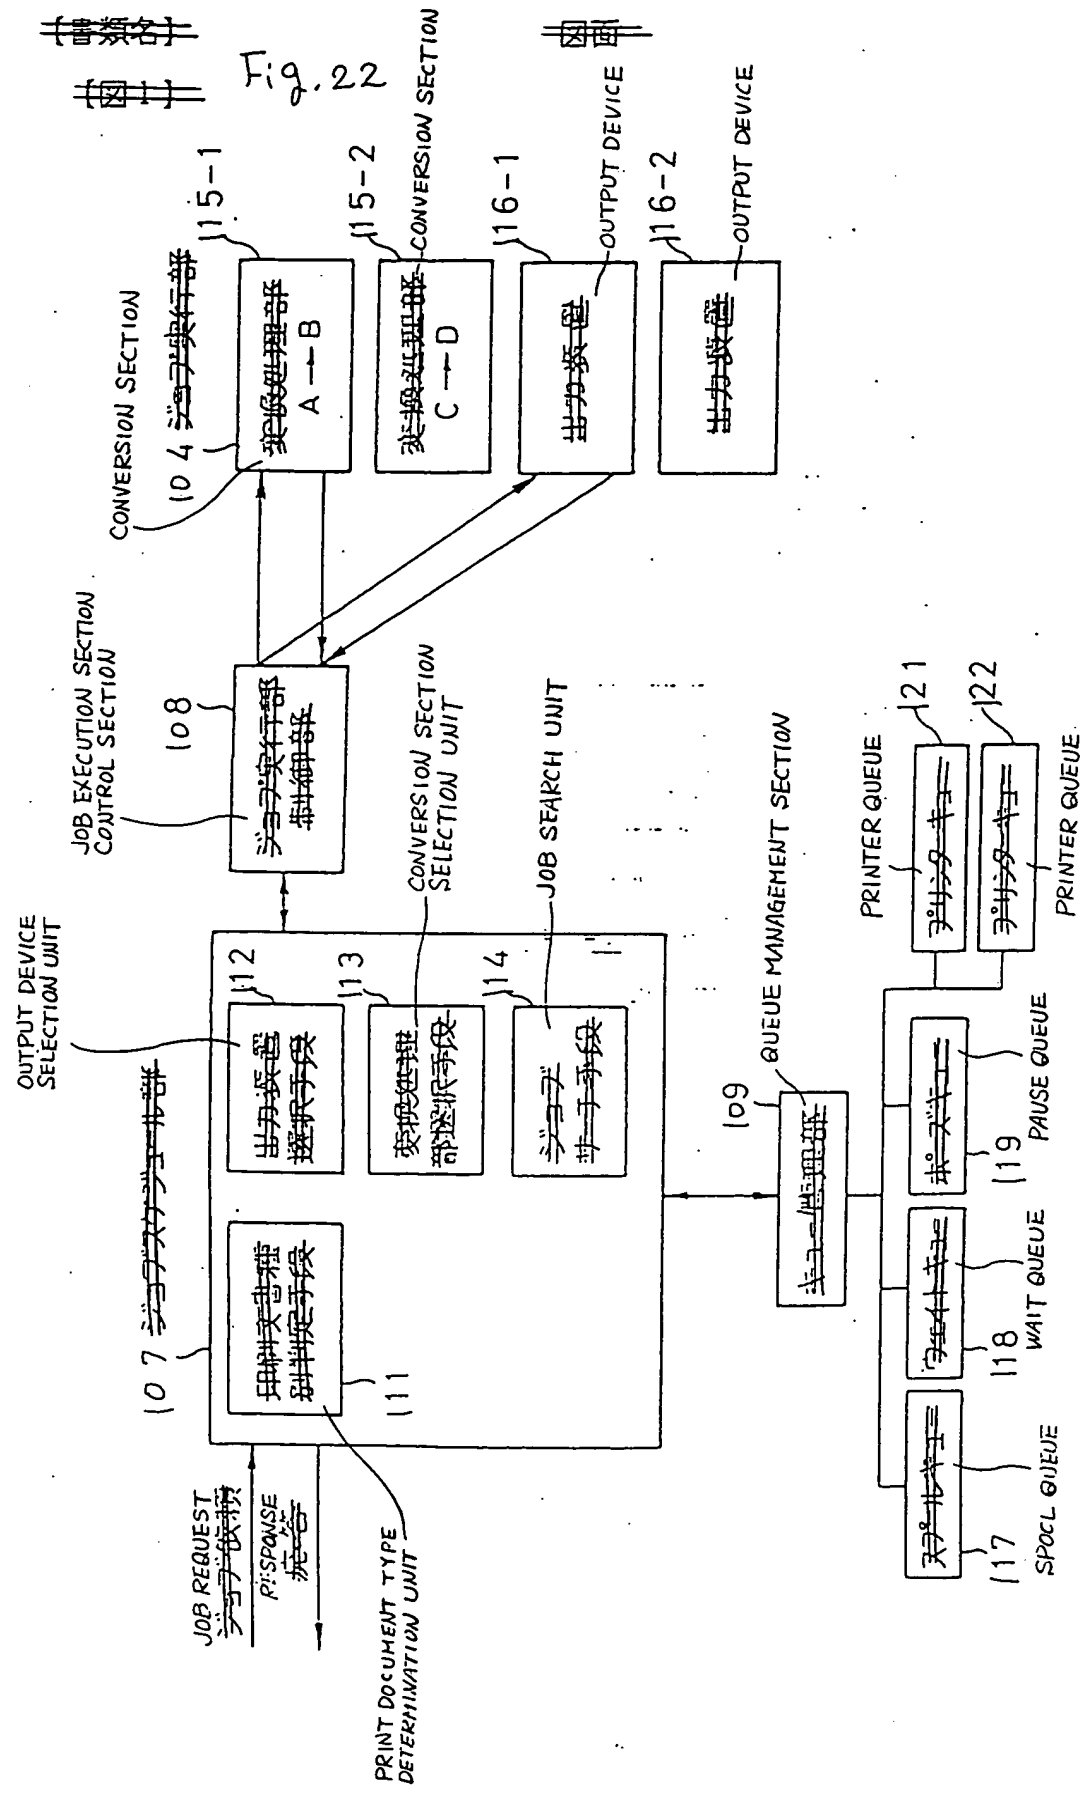 【書類名】
図面
【図1】
Fig. 22
CONVERSION SECTION
104 ジョブ実行部
115-1
変換処理部
A → B
115-2
CONVERSION SECTION
変換処理部
C → D
116-1
OUTPUT DEVICE
出力装置
116-2
OUTPUT DEVICE
出力装置
JOB EXECUTION SECTION
CONTROL SECTION
108
ジョブ実行部
制御部
OUTPUT DEVICE
SELECTION UNIT
107 ジョブスケジュール部
112
出力装置
選択手段
113
CONVERSION SECTION
SELECTION UNIT
変換処理
部選択手段
114
JOB SEARCH UNIT
ジョブ
サーチ手段
印刷文書種
別判定手段
111
PRINT DOCUMENT TYPE
DETERMINATION UNIT
JOB REQUEST
ジョブ依頼
RESPONSE
応答
109
QUEUE MANAGEMENT SECTION
キュー管理部
PRINTER QUEUE
121
プリンターキュー
122
プリンターキュー
PRINTER QUEUE
ポーズキュー
119
PAUSE QUEUE
ウェイトキュー
118
WAIT QUEUE
スプールキュー
117
SPOCL QUEUE